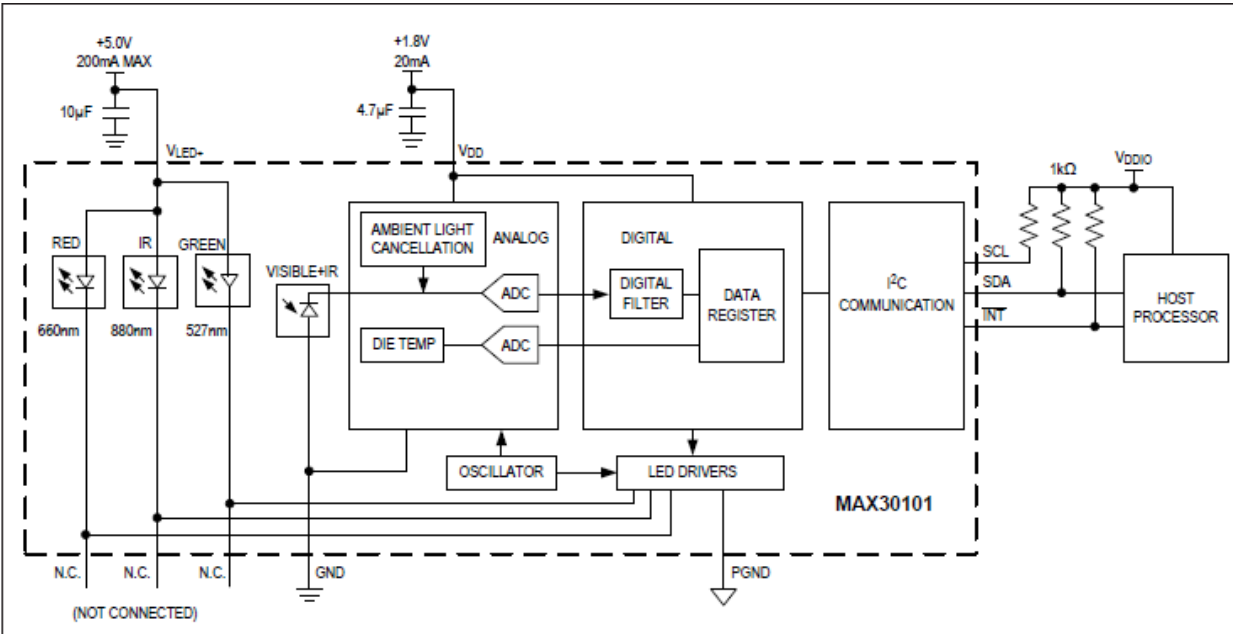 +5.0V
200mA MAX
+1.8V
20mA
10µF
4.7µF
VLED+
VDD
1kΩ
VDDIO
RED
IR
GREEN
VISIBLE+IR
AMBIENT LIGHT
CANCELLATION
ANALOG
DIGITAL
ADC
DIGITAL
FILTER
DATA
REGISTER
I2C
COMMUNICATION
SCL
SDA
INT
HOST
PROCESSOR
660nm
880nm
527nm
DIE TEMP
ADC
OSCILLATOR
LED DRIVERS
MAX30101
N.C.
N.C.
N.C.
GND
PGND
(NOT CONNECTED)